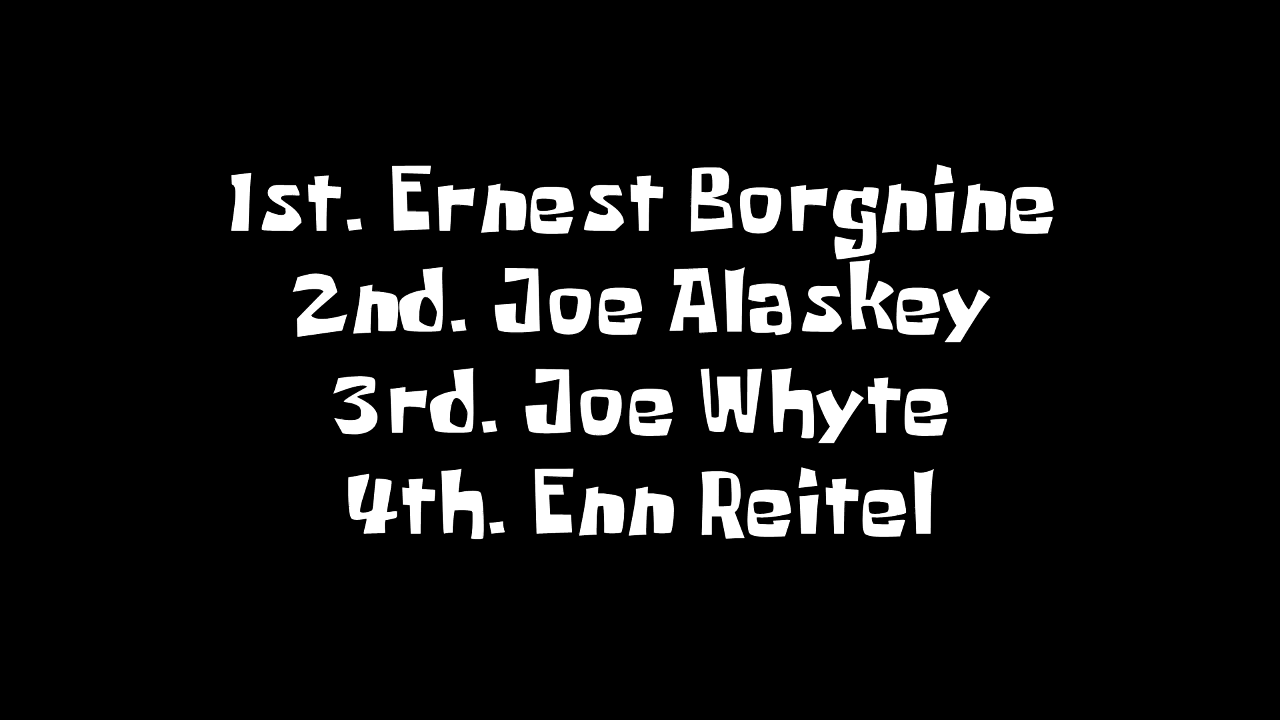 1st. Ernest Borgnine
2nd. Joe Alaskey
3rd. Joe Whyte
4th. Enn Reitel